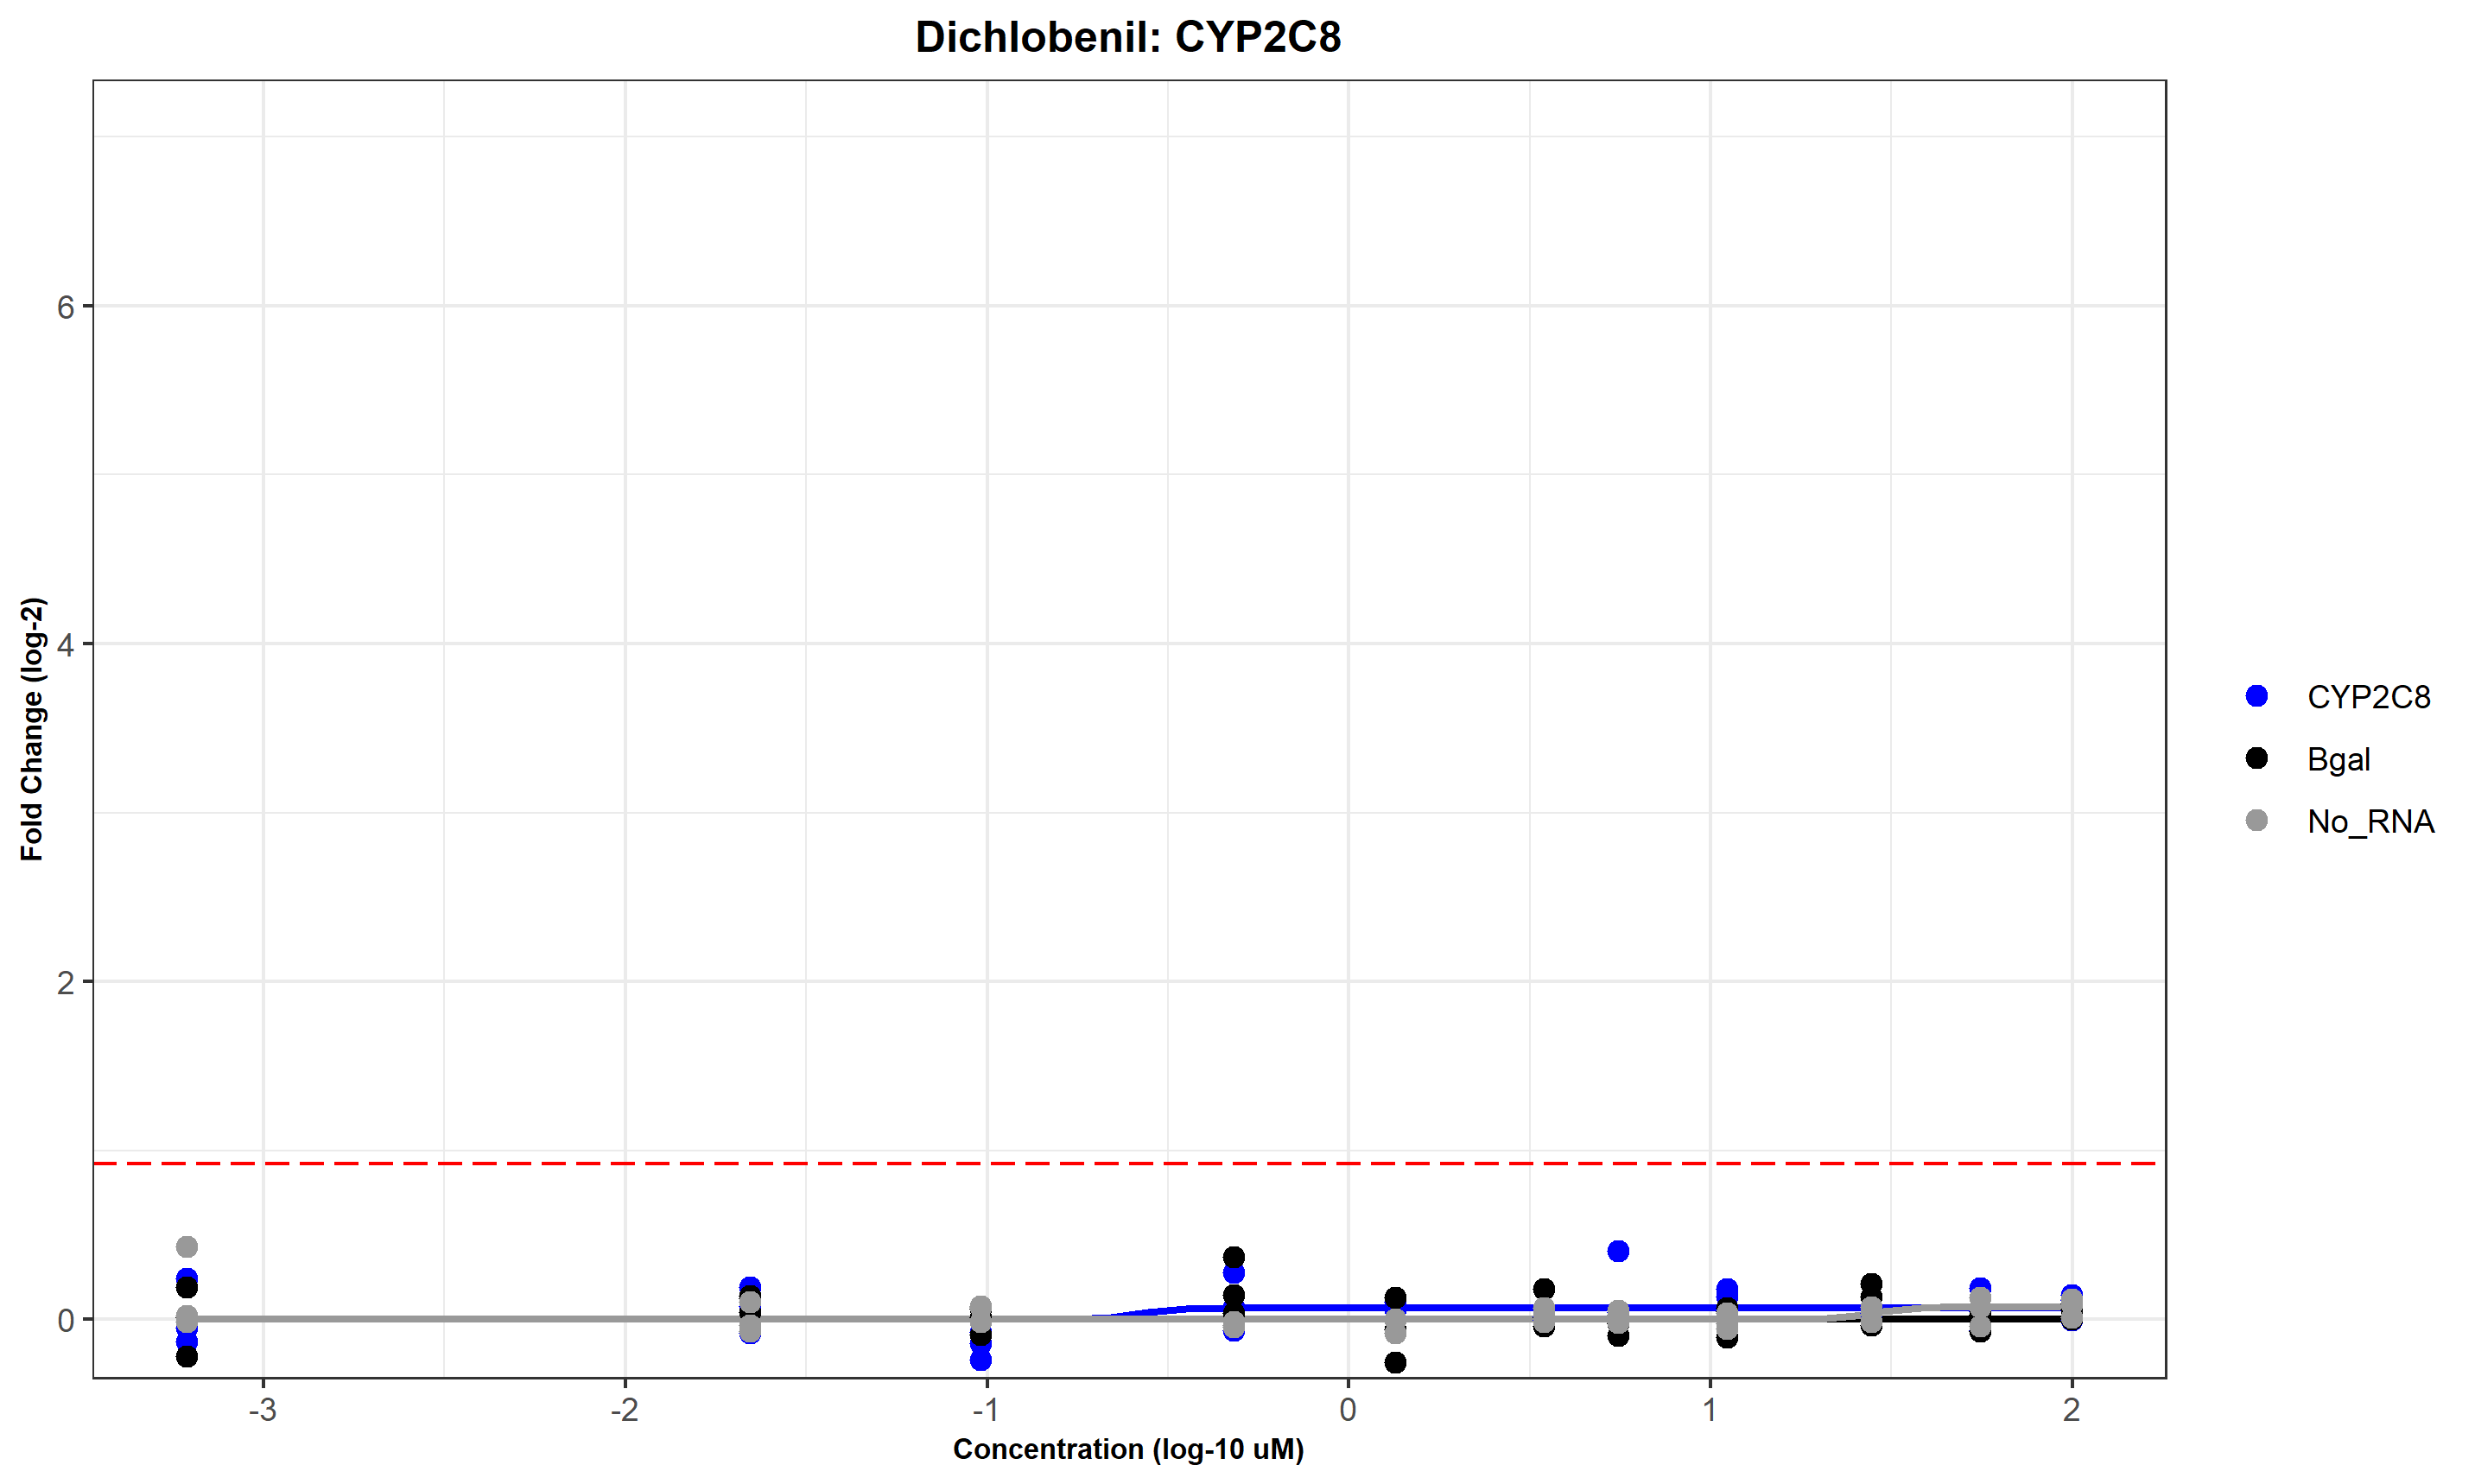 Dichlobenil: CYP2C8
Fold Change (log-2)
6
4
2
0
-3
-2
-1
0
1
2
Concentration (log-10 uM)
CYP2C8
Bgal
No_RNA